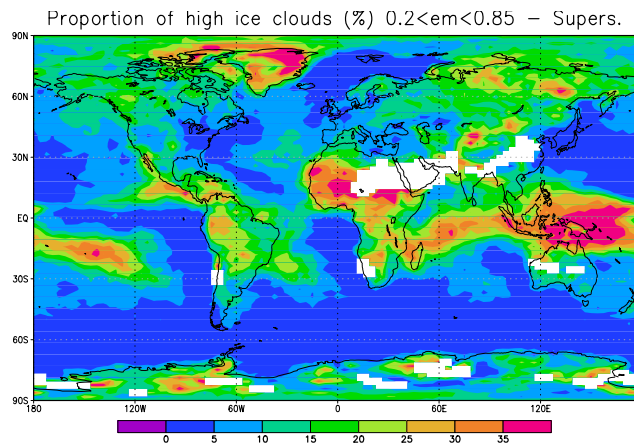 Proportion of high ice clouds (%) 0.2<em<0.85 – Supers.
90N
60N
30N
EQ
30S
60S
90S
180 120W 60W 0 60E 120E
0 5 10 15 20 25 30 35